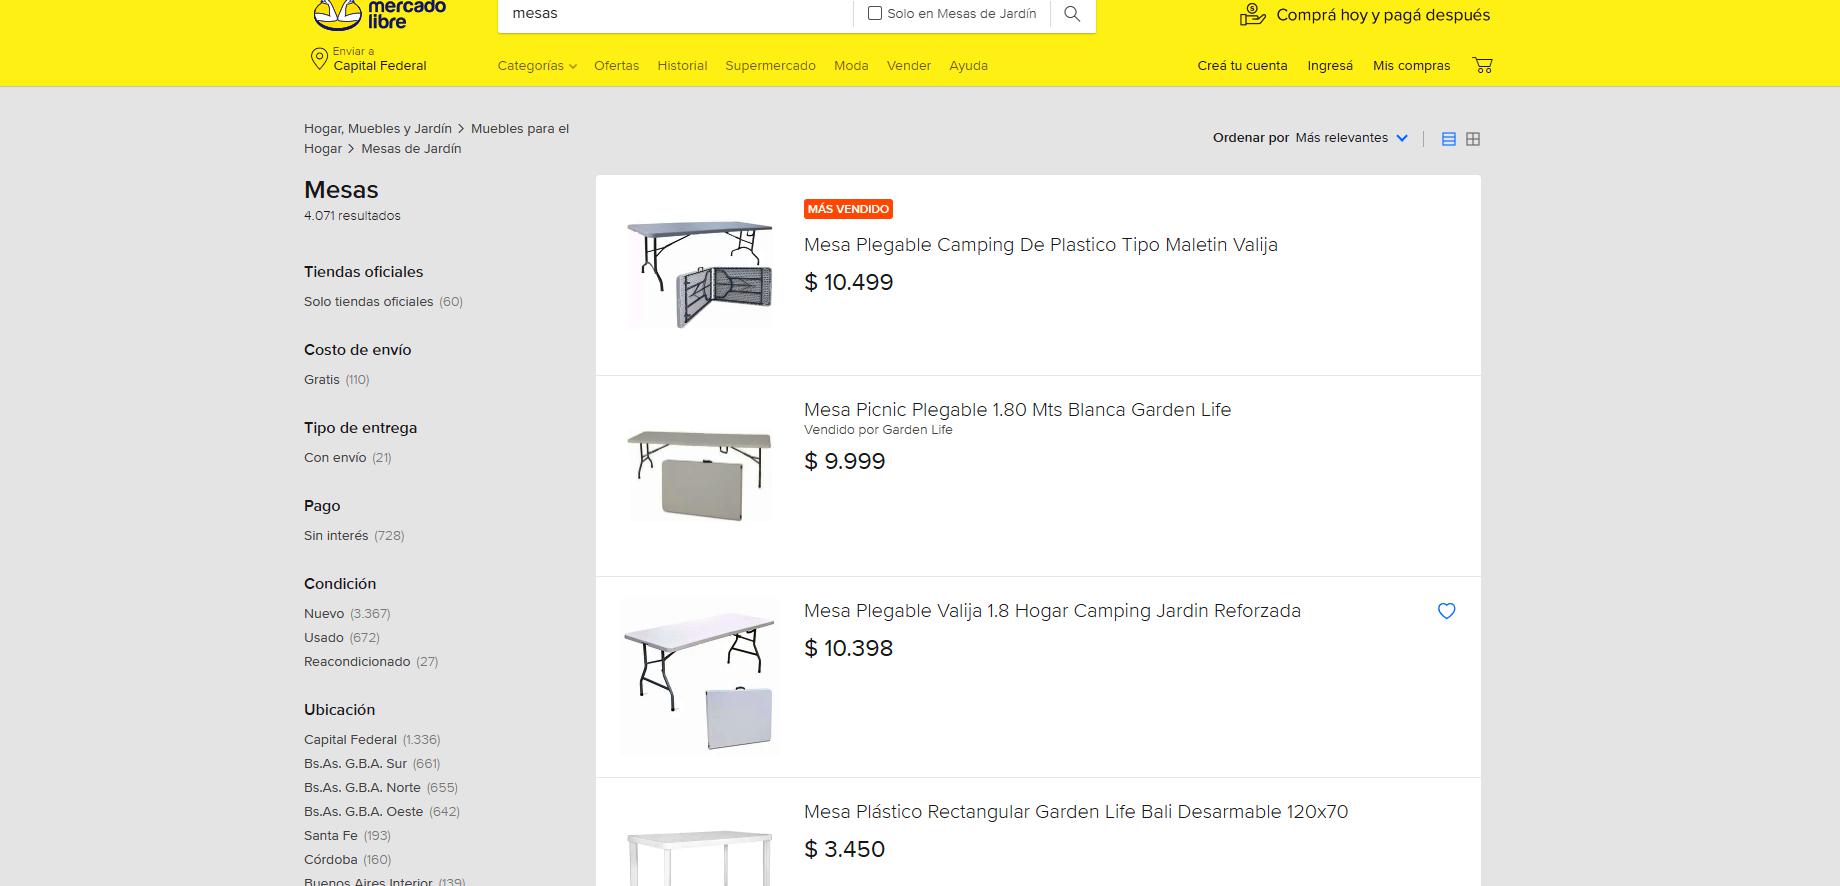 mercado
libre
mesas
Solo en Mesas de Jardín
Comprá hoy y pagá después
Enviar a
Capital Federal
Categorías
Ofertas
Historial
Supermercado
Moda
Vender
Ayuda
Creá tu cuenta
Ingresá
Mis compras
Hogar, Muebles y Jardín > Muebles para el
Hogar > Mesas de Jardín
Ordenar por Más relevantes
Mesas
4.071 resultados
Tiendas oficiales
Solo tiendas oficiales (60)
Costo de envío
Gratis (110)
Tipo de entrega
Con envío (21)
Pago
Sin interés (728)
Condición
Nuevo (3.367)
Usado (672)
Reacondicionado (27)
Ubicación
Capital Federal (1.336)
Bs.As. G.B.A. Sur (661)
Bs.As. G.B.A. Norte (655)
Bs.As. G.B.A. Oeste (642)
Santa Fe (193)
Córdoba (160)
Buenos Aires Interior (139)
MÁS VENDIDO
Mesa Plegable Camping De Plastico Tipo Maletin Valija
$ 10.499
Mesa Picnic Plegable 1.80 Mts Blanca Garden Life
Vendido por Garden Life
$ 9.999
Mesa Plegable Valija 1.8 Hogar Camping Jardin Reforzada
$ 10.398
Mesa Plástico Rectangular Garden Life Bali Desarmable 120x70
$ 3.450